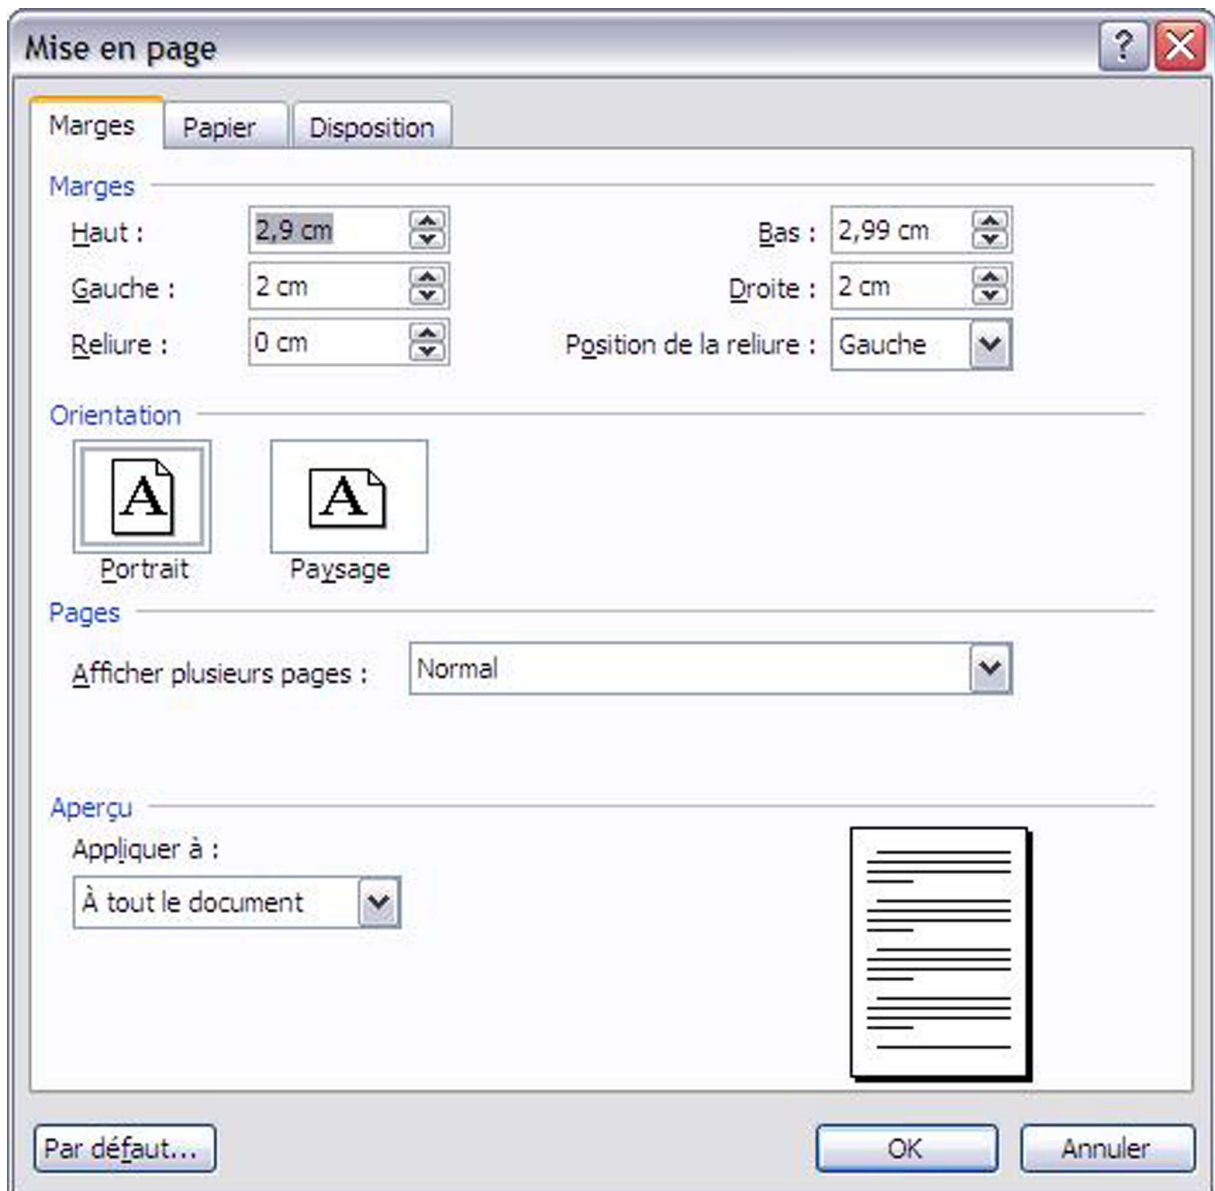 Mise en page
?
Marges Papier Disposition
Marges
Haut : 2,9 cm Bas : 2,99 cm
Gauche : 2 cm Droite : 2 cm
Reliure : 0 cm Position de la reliure : Gauche
Orientation
A A
Portrait Paysage
Pages
Afficher plusieurs pages : Normal
Aperçu
Appliquer à :
À tout le document
Par défaut... OK Annuler